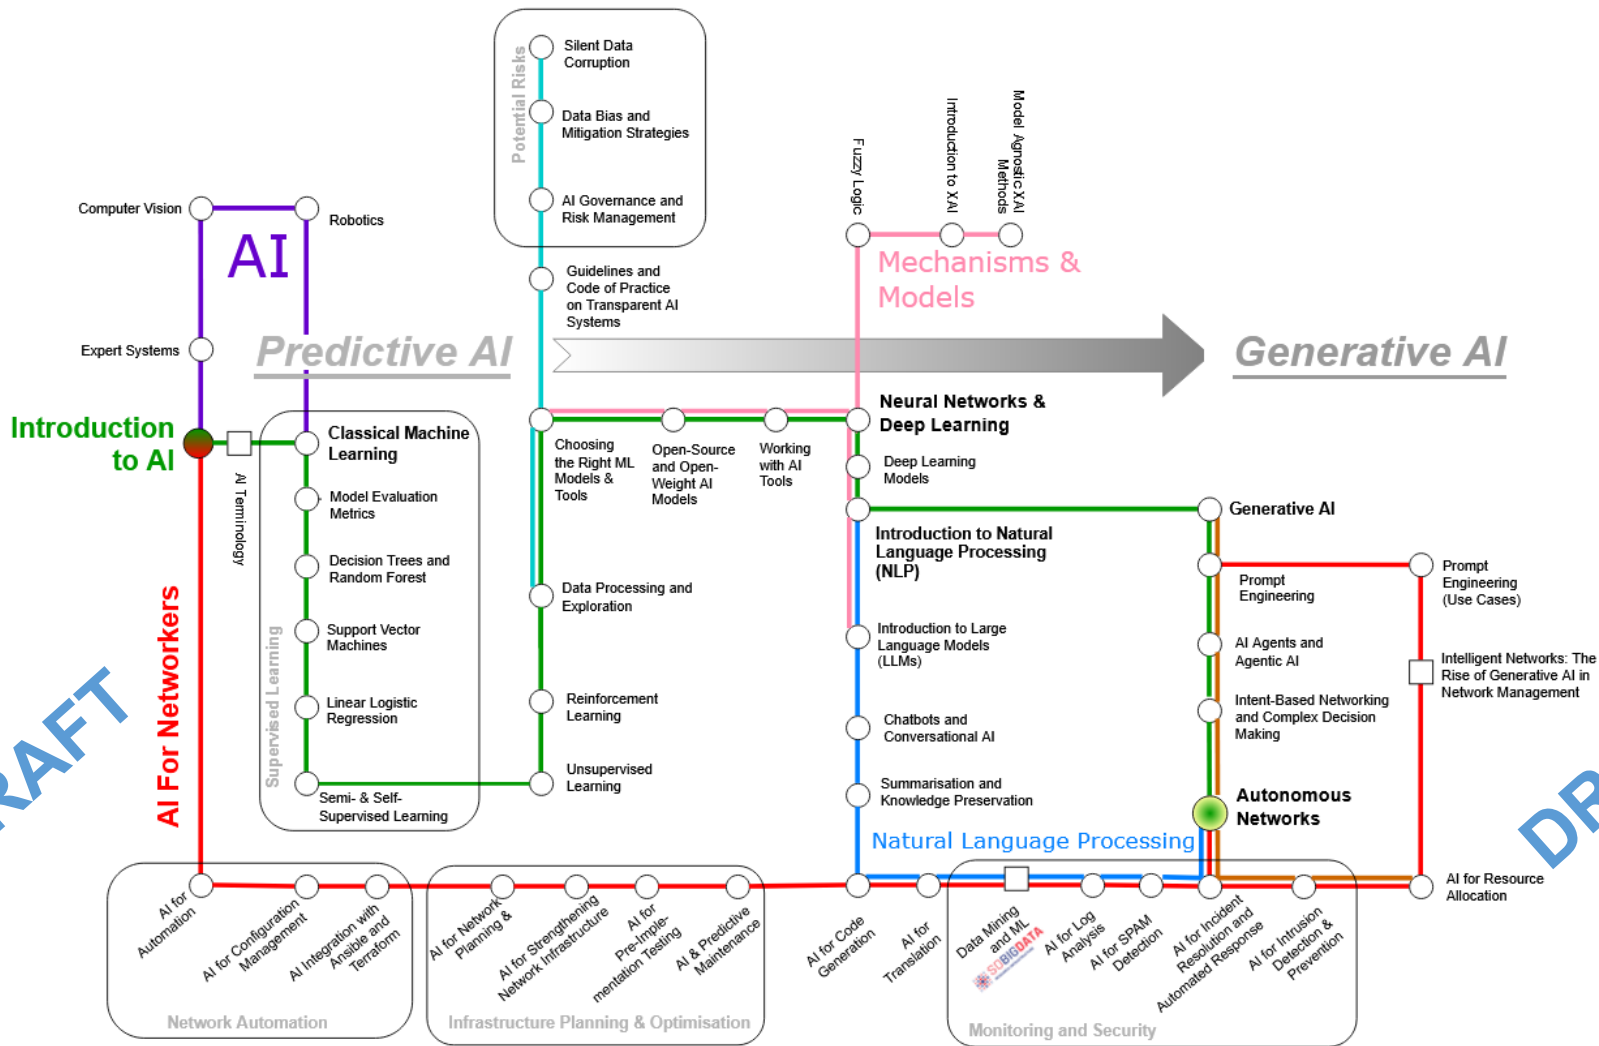 Potential Risks
Silent Data
Corruption
Data Bias and
Mitigation Strategies
AI Governance and
Risk Management
Guidelines and
Code of Practice
on Transparent AI
Systems
Fuzzy Logic
Introduction to XAI
Model Agnostic XAI
Methods
Mechanisms &
Models
Computer Vision
Robotics
AI
Expert Systems
Predictive AI
Generative AI
Introduction
to AI
AI Terminology
Classical Machine
Learning
Model Evaluation
Metrics
Decision Trees and
Random Forest
Support Vector
Machines
Linear Logistic
Regression
Semi- & Self-
Supervised Learning
Supervised Learning
Choosing
the Right ML
Models &
Tools
Open-Source
and Open-
Weight AI
Models
Working
with AI
Tools
Data Processing and
Exploration
Reinforcement
Learning
Unsupervised
Learning
Neural Networks &
Deep Learning
Deep Learning
Models
Introduction to Natural
Language Processing
(NLP)
Introduction to Large
Language Models
(LLMs)
Chatbots and
Conversational AI
Summarisation and
Knowledge Preservation
Natural Language Processing
Generative AI
Prompt
Engineering
AI Agents and
Agentic AI
Intent-Based Networking
and Complex Decision
Making
Autonomous
Networks
Prompt
Engineering
(Use Cases)
Intelligent Networks: The
Rise of Generative AI in
Network Management
AI for Resource
Allocation
AI For Networkers
RAFT
DR
AI for
Automation
AI for Configuration
Management
AI Integration with
Ansible and
Terraform
Network Automation
AI for Network
Planning &
AI for Strengthening
Network Infrastructure
AI for
Pre-Imple-
mentation Testing
AI & Predictive
Maintenance
Infrastructure Planning & Optimisation
AI for Code
Generation
AI for
Translation
Data Mining
and ML
SOBIGDATA
AI for Log
Analysis
AI for SPAM
Detection
AI for Incident
Resolution and
Automated Response
AI for Intrusion
Detection &
Prevention
Monitoring and Security